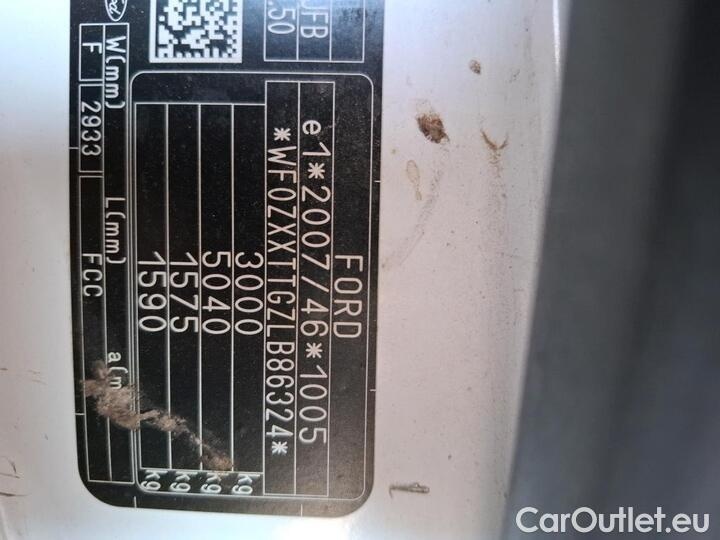 FORD
e1*2007/46*1005
*WF0ZXXTTGZLB86324*
3000 kg
5040 kg
1575 kg
1590 kg
JFB
.50
Ford
W(mm) L(mm) a(m
F 2933 FCC
CarOutlet.eu